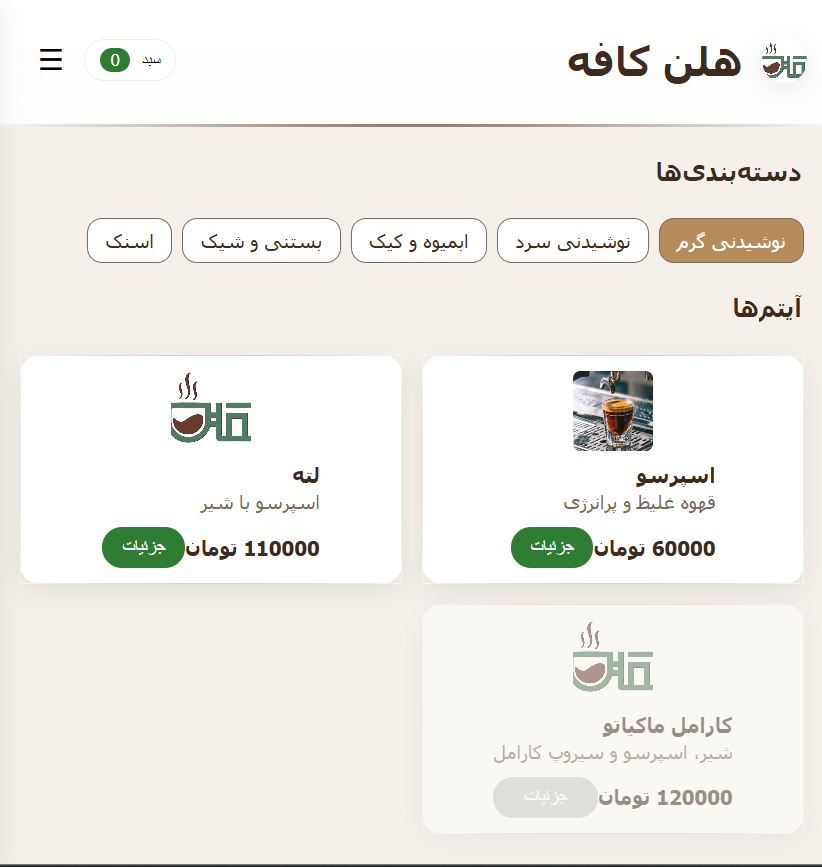 هلن کافه
سبد 0
دسته‌بندی‌ها
نوشیدنی گرم
نوشیدنی سرد
ابمیوه و کیک
بستنی و شیک
اسنک
آیتم‌ها
اسپرسو
قهوه غلیظ و پرانرژی
60000 تومان
جزئیات
لته
اسپرسو با شیر
110000 تومان
جزئیات
کارامل ماکیاتو
شیر، اسپرسو و سیروپ کارامل
120000 تومان
جزئیات